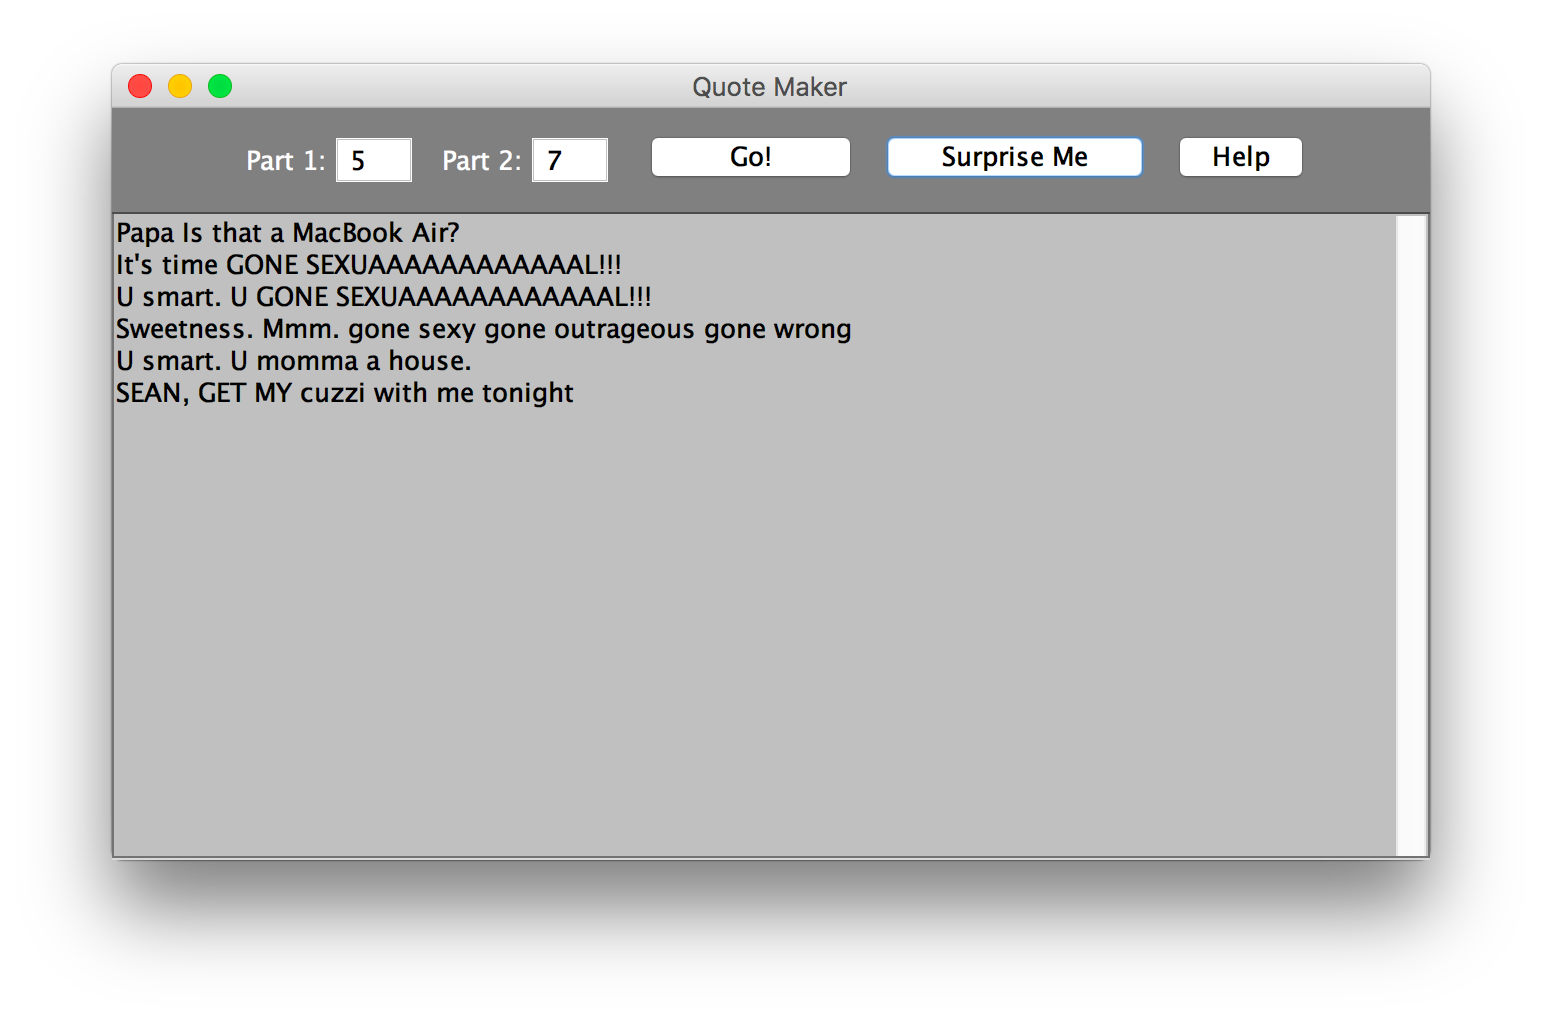 Quote Maker
Part 1: 5 Part 2: 7 Go! Surprise Me Help
Papa Is that a MacBook Air?
It's time GONE SEXUAAAAAAAAAAAAL!!!
U smart. U GONE SEXUAAAAAAAAAAAAL!!!
Sweetness. Mmm. gone sexy gone outrageous gone wrong
U smart. U momma a house.
SEAN, GET MY cuzzi with me tonight